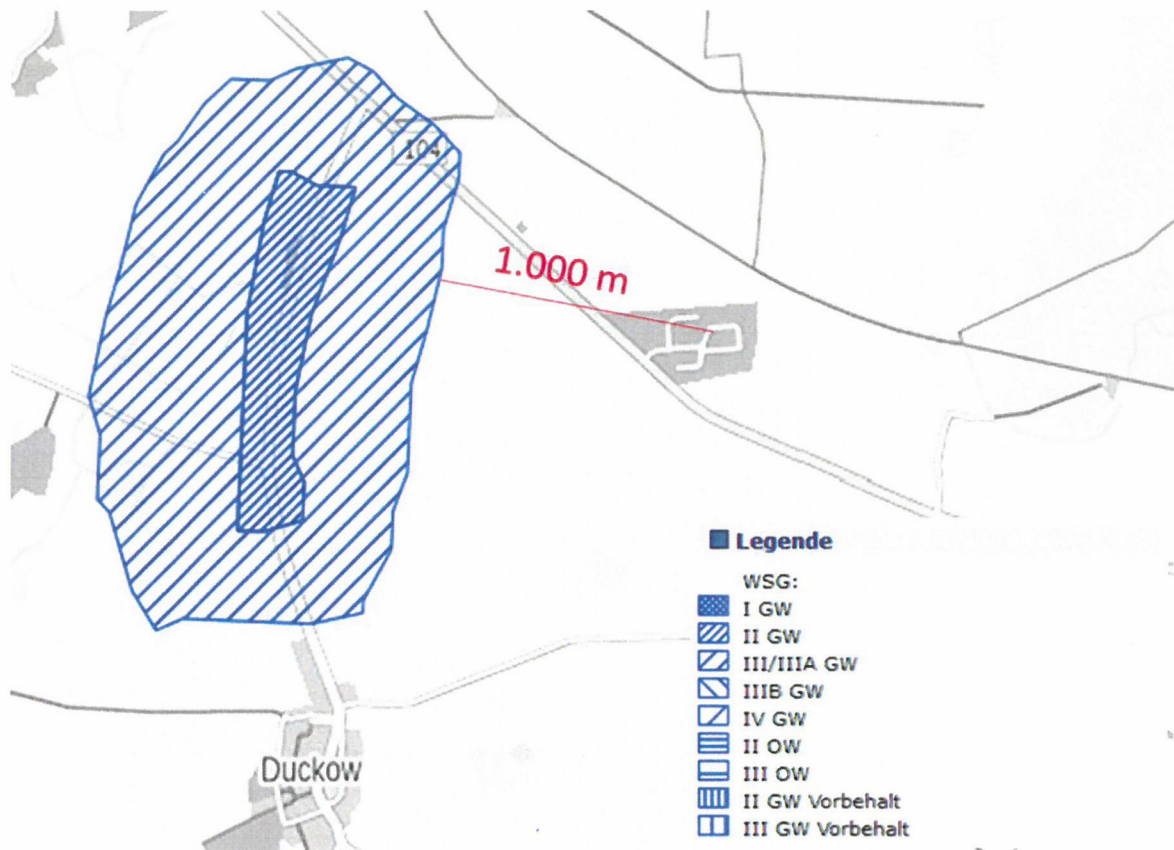 104
1.000 m
Legende
WSG:
I GW
II GW
III/IIIA GW
IIIB GW
IV GW
II OW
III OW
II GW Vorbehalt
III GW Vorbehalt
Duckow